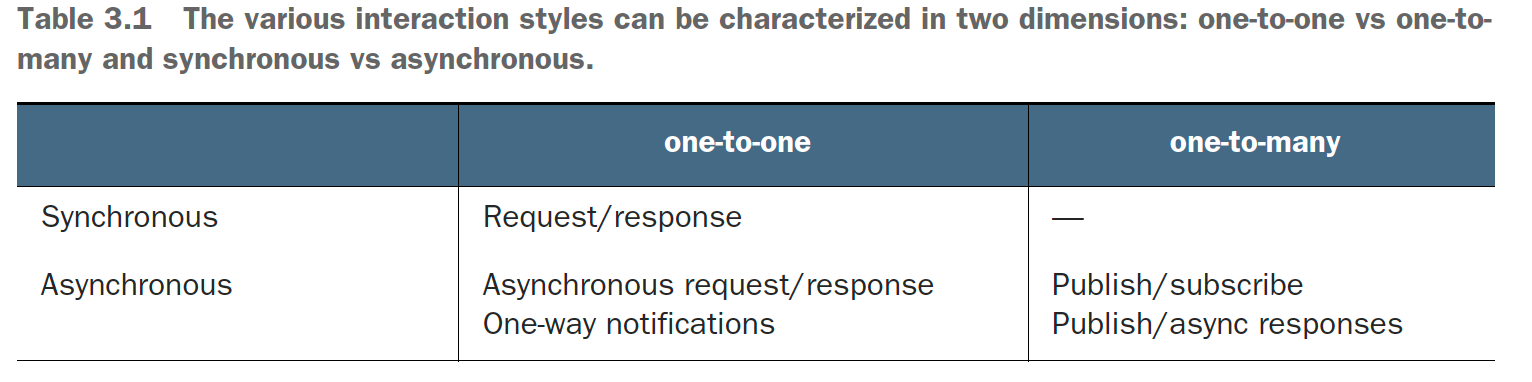 Table 3.1 The various interaction styles can be characterized in two dimensions: one-to-one vs one-to-
many and synchronous vs asynchronous.
one-to-one one-to-many
Synchronous Request/response —
Asynchronous Asynchronous request/response Publish/subscribe
One-way notifications Publish/async responses